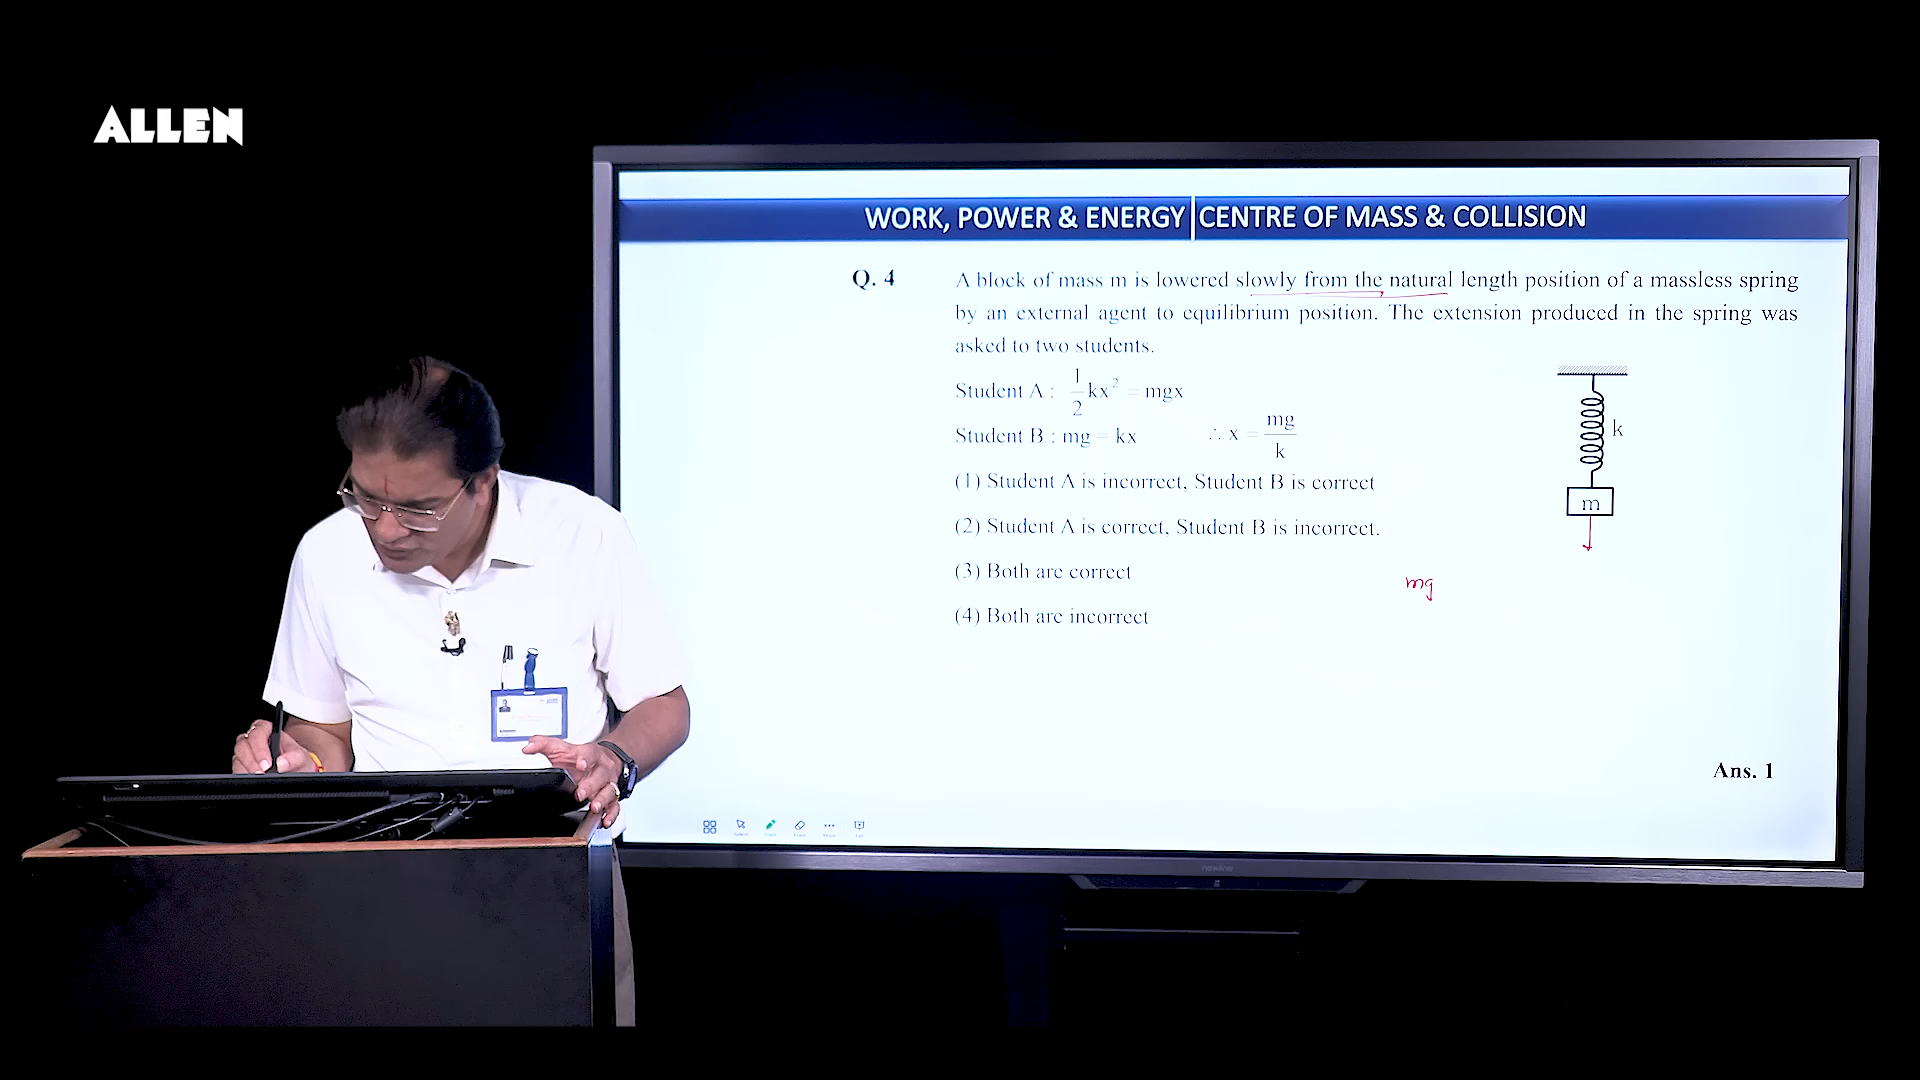 ALLEN
WORK, POWER & ENERGY CENTRE OF MASS & COLLISION
Q. 4 A block of mass m is lowered slowly from the natural length position of a massless spring
by an external agent to equilibrium position. The extension produced in the spring was
asked to two students.
Student A : 1/2 kx² = mgx
Student B : mg = kx ∴ x = mg/k
k
(1) Student A is incorrect, Student B is correct
m
(2) Student A is correct, Student B is incorrect.
(3) Both are correct
mg
(4) Both are incorrect
Ans. 1